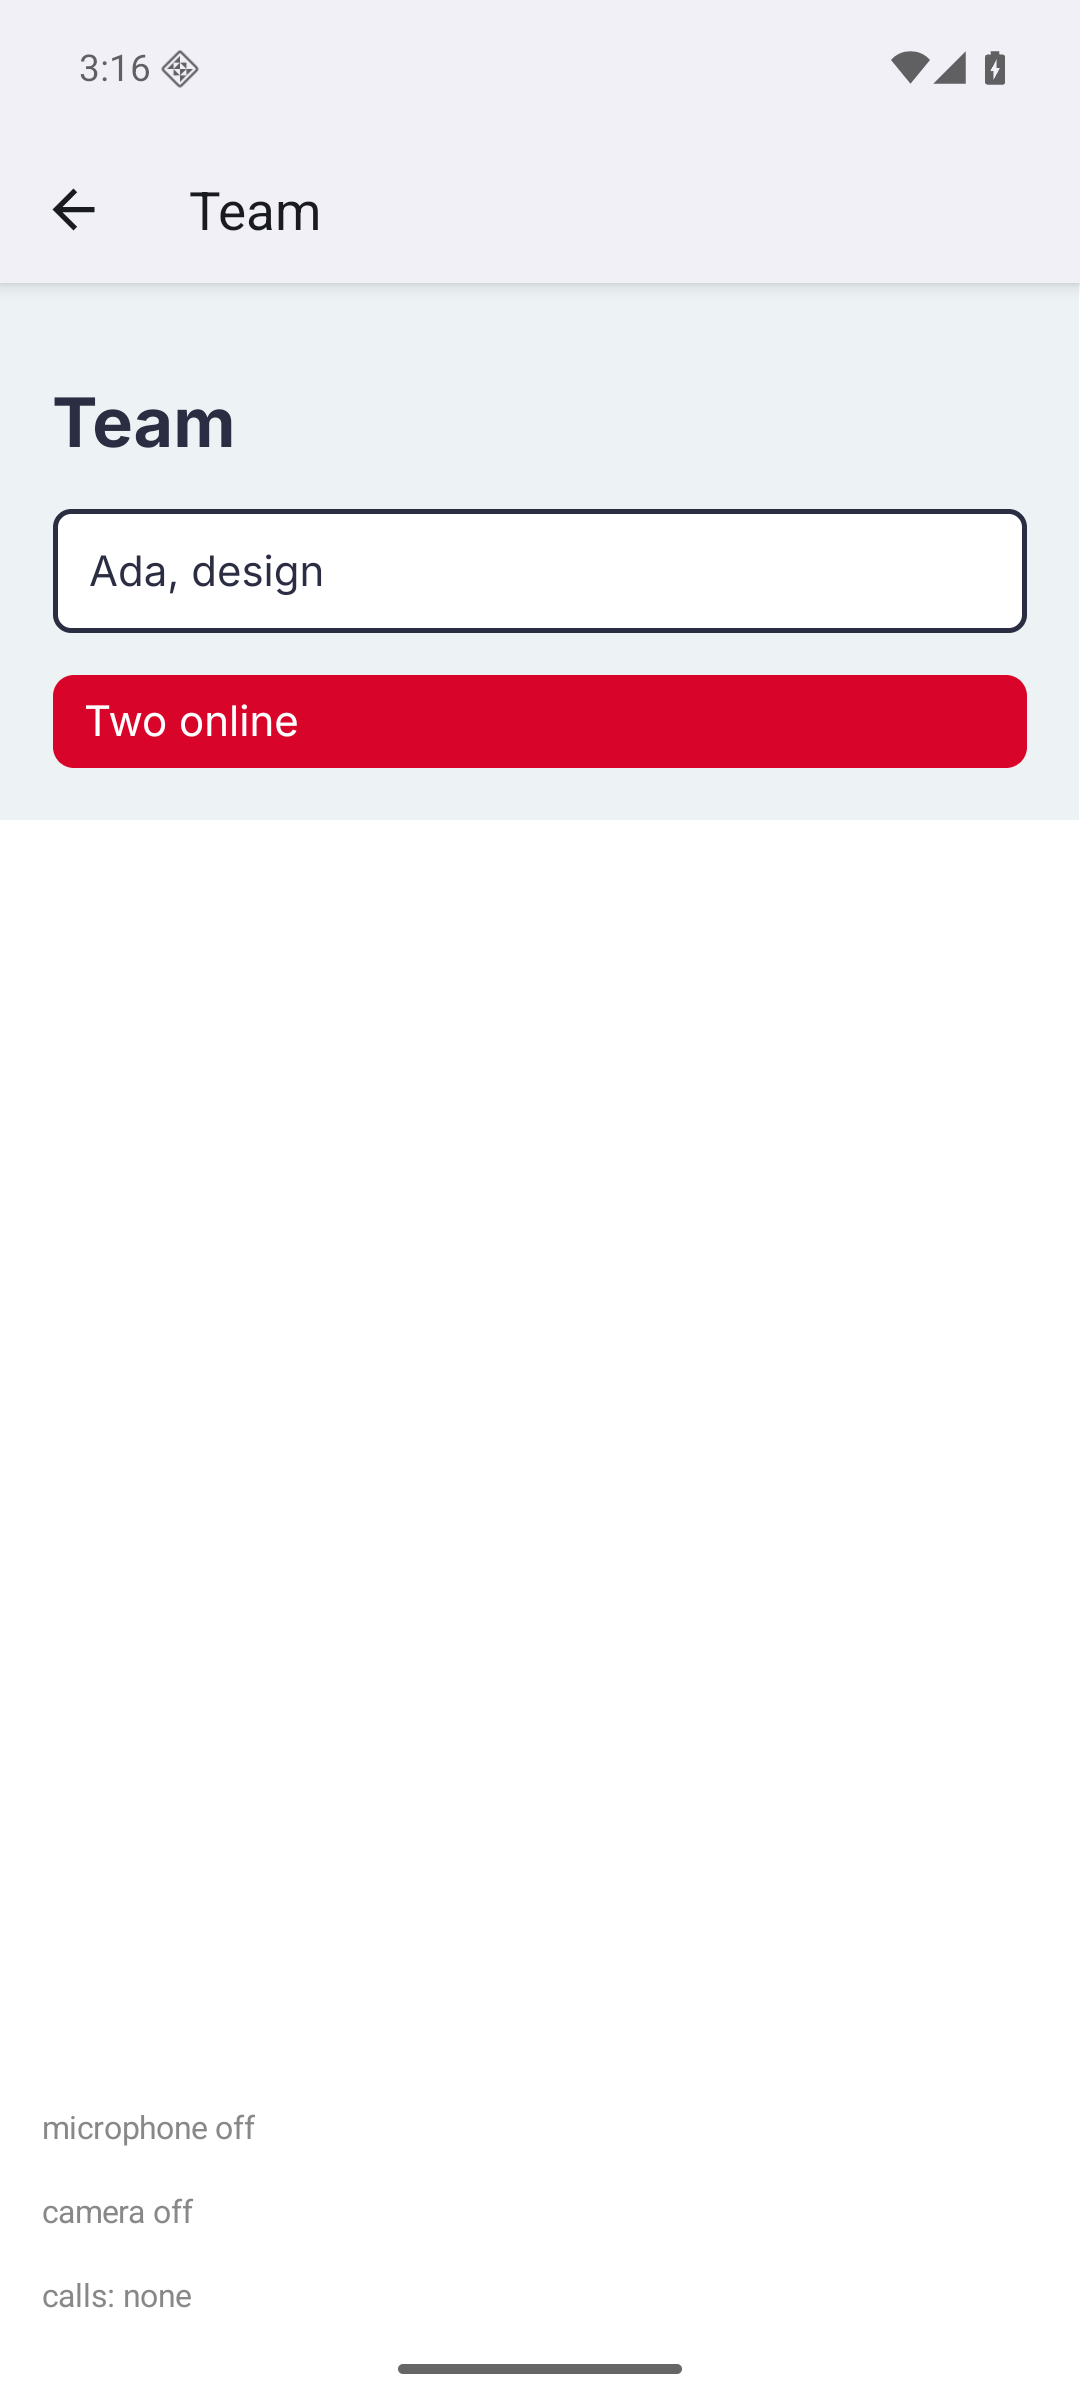 3:16
Team
Team
Ada, design
Two online
microphone off
camera off
calls: none